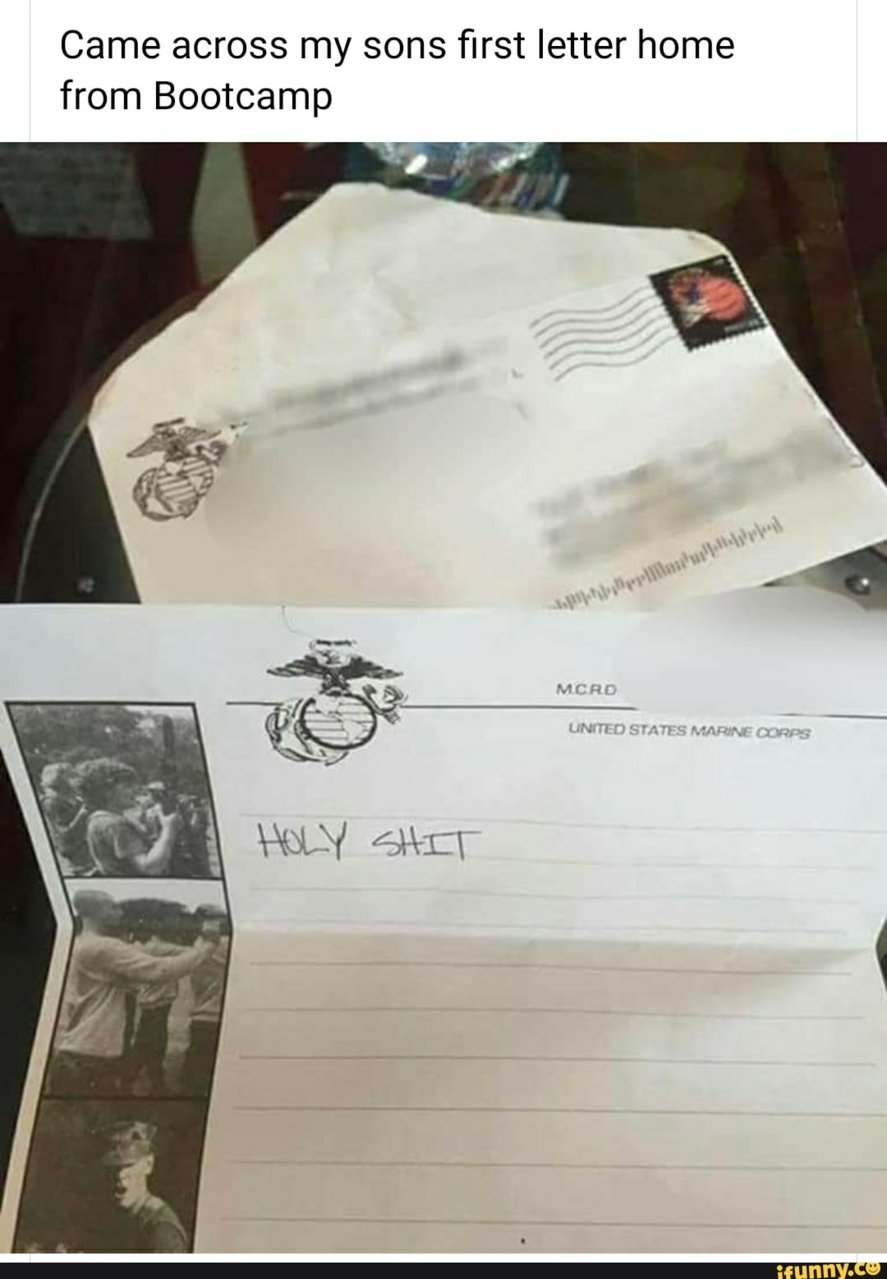 Came across my sons first letter home
from Bootcamp
M.C.R.D
UNITED STATES MARINE CORPS
HOLY SHIT
ifunny.co